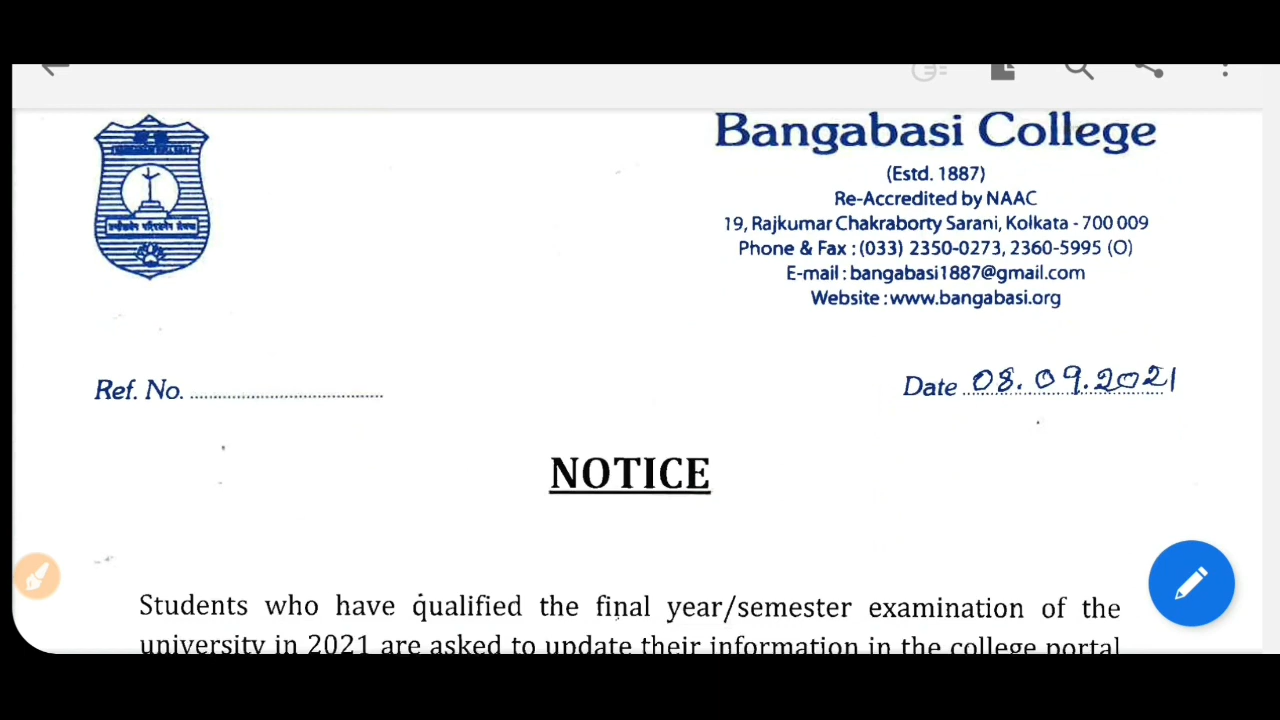 Bangabasi College
(Estd. 1887)
Re-Accredited by NAAC
19, Rajkumar Chakraborty Sarani, Kolkata - 700 009
Phone & Fax : (033) 2350-0273, 2360-5995 (O)
E-mail : bangabasi1887@gmail.com
Website : www.bangabasi.org
Ref. No. ..........................................
Date 08.09.2021
NOTICE
Students who have qualified the final year/semester examination of the
university in 2021 are asked to update their information in the college portal